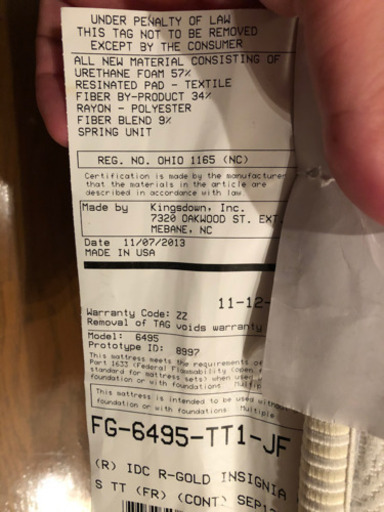 UNDER PENALTY OF LAW
THIS TAG NOT TO BE REMOVED
EXCEPT BY THE CONSUMER
ALL NEW MATERIAL CONSISTING OF
URETHANE FOAM 57%
RESINATED PAD - TEXTILE
FIBER BY-PRODUCT 34%
RAYON - POLYESTER
FIBER BLEND 9%
SPRING UNIT
REG. NO. OHIO 1165 (NC)
Certification is made by the manufacturer
that the materials in the article are
described in accordance with law
Made by Kingsdown, Inc.
7320 OAKWOOD ST. EXT.
MEBANE, NC
Date 11/07/2013
MADE IN USA
11-12-
Warranty Code: ZZ
Removal of TAG voids warranty
Model: 6495
Prototype ID: 8997
This mattress meets the requirements of
Part 1633 (Federal Flammability (open
standard for mattress sets) when used
foundation or with foundations
This mattress is intended to be used without
foundation or with foundations Multiple
FG-6495-TT1-JF
(R) IDC R-GOLD INSIGNIA
S TT (FR) (CONT) SEP